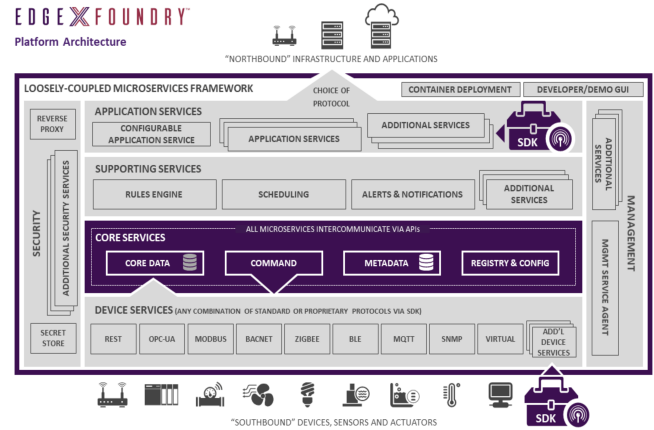 EDGEXFOUNDRY™
Platform Architecture
"NORTHBOUND" INFRASTRUCTURE AND APPLICATIONS
LOOSELY-COUPLED MICROSERVICES FRAMEWORK
CHOICE OF
PROTOCOL
CONTAINER DEPLOYMENT
DEVELOPER/DEMO GUI
REVERSE
PROXY
SECURITY
ADDITIONAL SECURITY SERVICES
SECRET
STORE
APPLICATION SERVICES
CONFIGURABLE
APPLICATION SERVICE
APPLICATION SERVICES
ADDITIONAL SERVICES
SDK
SUPPORTING SERVICES
RULES ENGINE
SCHEDULING
ALERTS & NOTIFICATIONS
ADDITIONAL
SERVICES
ALL MICROSERVICES INTERCOMMUNICATE VIA APIs
CORE SERVICES
CORE DATA
COMMAND
METADATA
REGISTRY & CONFIG
DEVICE SERVICES (ANY COMBINATION OF STANDARD OR PROPRIETARY PROTOCOLS VIA SDK)
REST
OPC-UA
MODBUS
BACNET
ZIGBEE
BLE
MQTT
SNMP
VIRTUAL
ADD'L
DEVICE
SERVICES
ADDITIONAL
SERVICES
MANAGEMENT
MGMT SERVICE AGENT
"SOUTHBOUND" DEVICES, SENSORS AND ACTUATORS
SDK